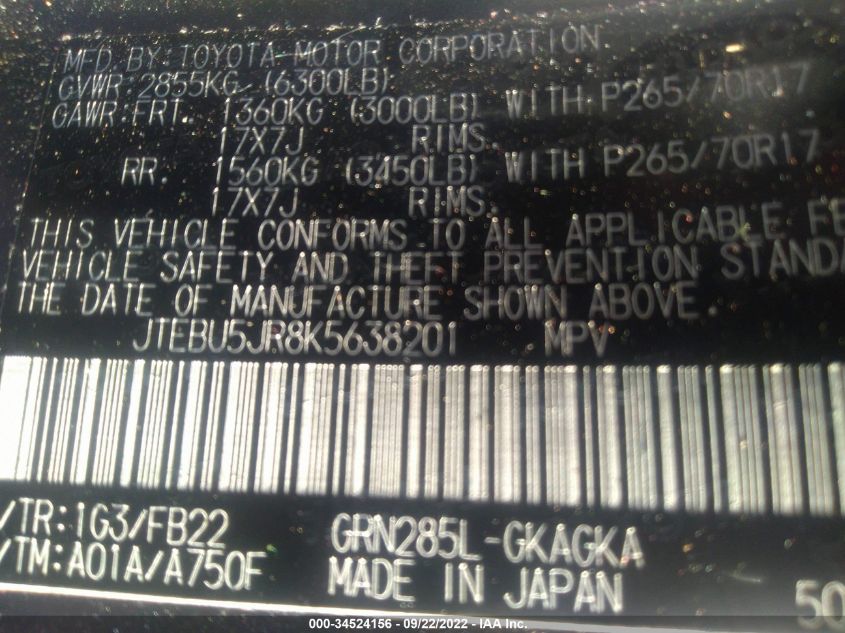 MFD. BY: TOYOTA MOTOR CORPORATION
GVWR: 2855KG (6300LB)
GAWR: FRT. 1360KG (3000LB) WITH P265/70R17
17X7J RIMS,
RR. 1560KG (3450LB) WITH P265/70R17
17X7J RIMS,
THIS VEHICLE CONFORMS TO ALL APPLICABLE FE
VEHICLE SAFETY AND THEFT PREVENTION STANDA
THE DATE OF MANUFACTURE SHOWN ABOVE.
JTEBU5JR8K5638201 MPV
/TR: 1G3/FB22 GRN285L-GKAGKA
/TM: A01A/A750F MADE IN JAPAN 50
000-34524156 - 09/22/2022 - IAA Inc.